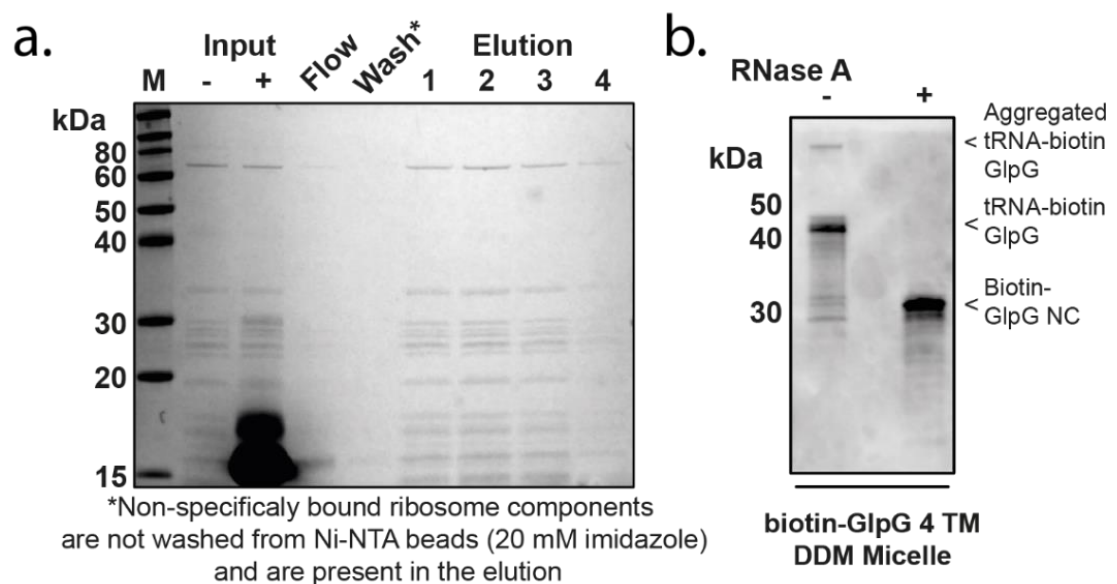 a.
Input
Flow
Wash*
Elution
M - + 1 2 3 4
kDa
80
60
50
40
30
20
15
*Non-specificaly bound ribosome components
are not washed from Ni-NTA beads (20 mM imidazole)
and are present in the elution
b.
RNase A
- +
kDa
50
40
30
Aggregated
< tRNA-biotin
GlpG
tRNA-biotin
< GlpG
< Biotin-
GlpG NC
biotin-GlpG 4 TM
DDM Micelle